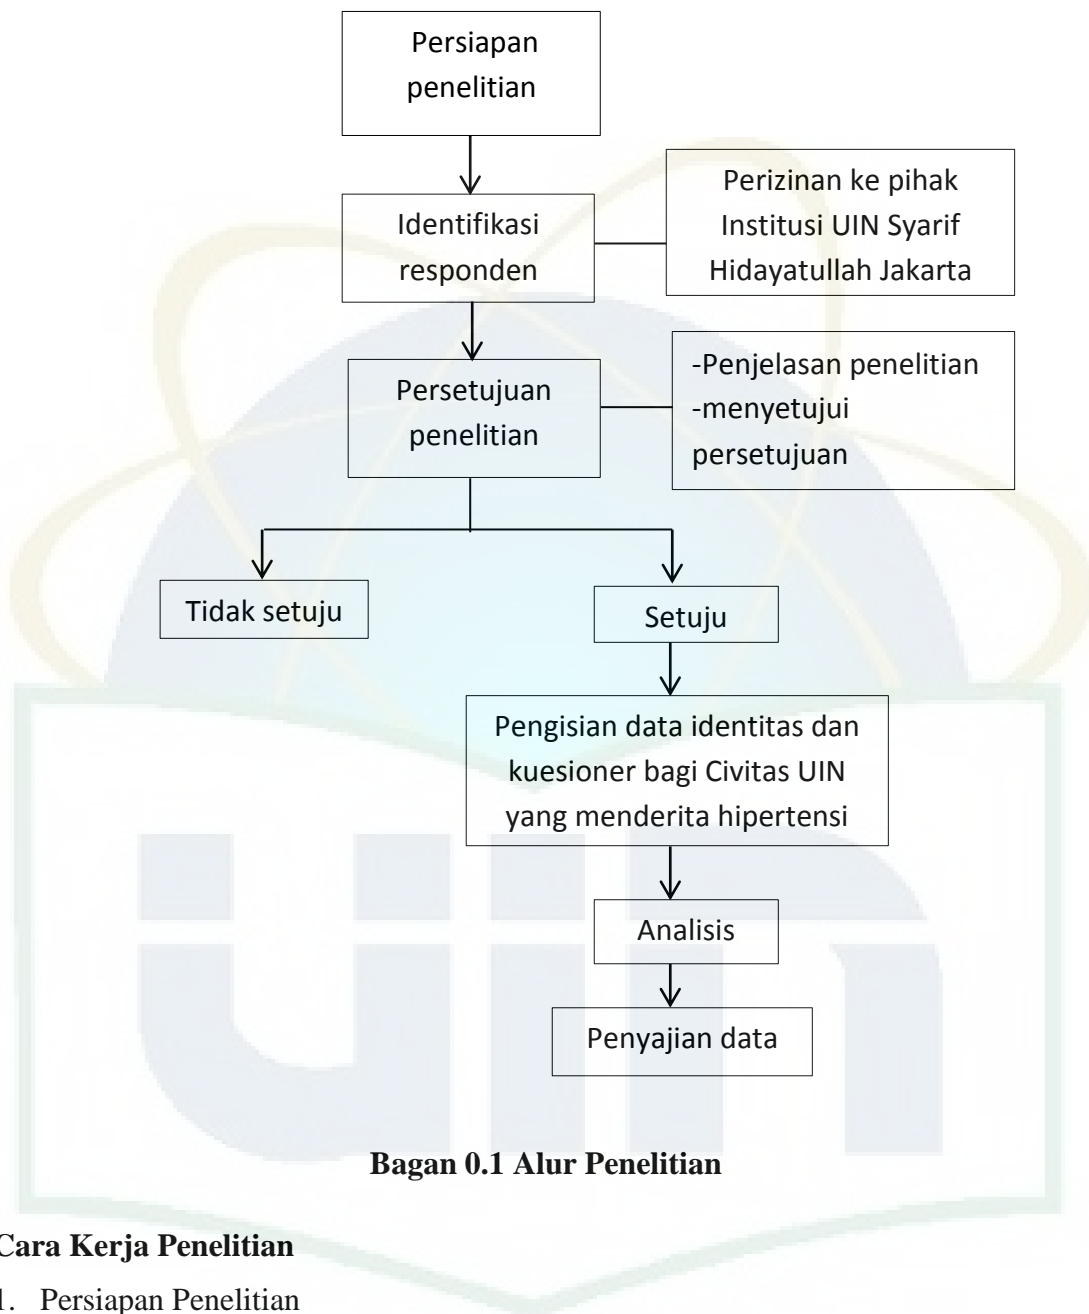 Persiapan
penelitian
Identifikasi
responden
Perizinan ke pihak
Institusi UIN Syarif
Hidayatullah Jakarta
Persetujuan
penelitian
-Penjelasan penelitian
-menyetujui
persetujuan
Tidak setuju
Setuju
Pengisian data identitas dan
kuesioner bagi Civitas UIN
yang menderita hipertensi
Analisis
Penyajian data
Bagan 0.1 Alur Penelitian
Cara Kerja Penelitian
1. Persiapan Penelitian
uin